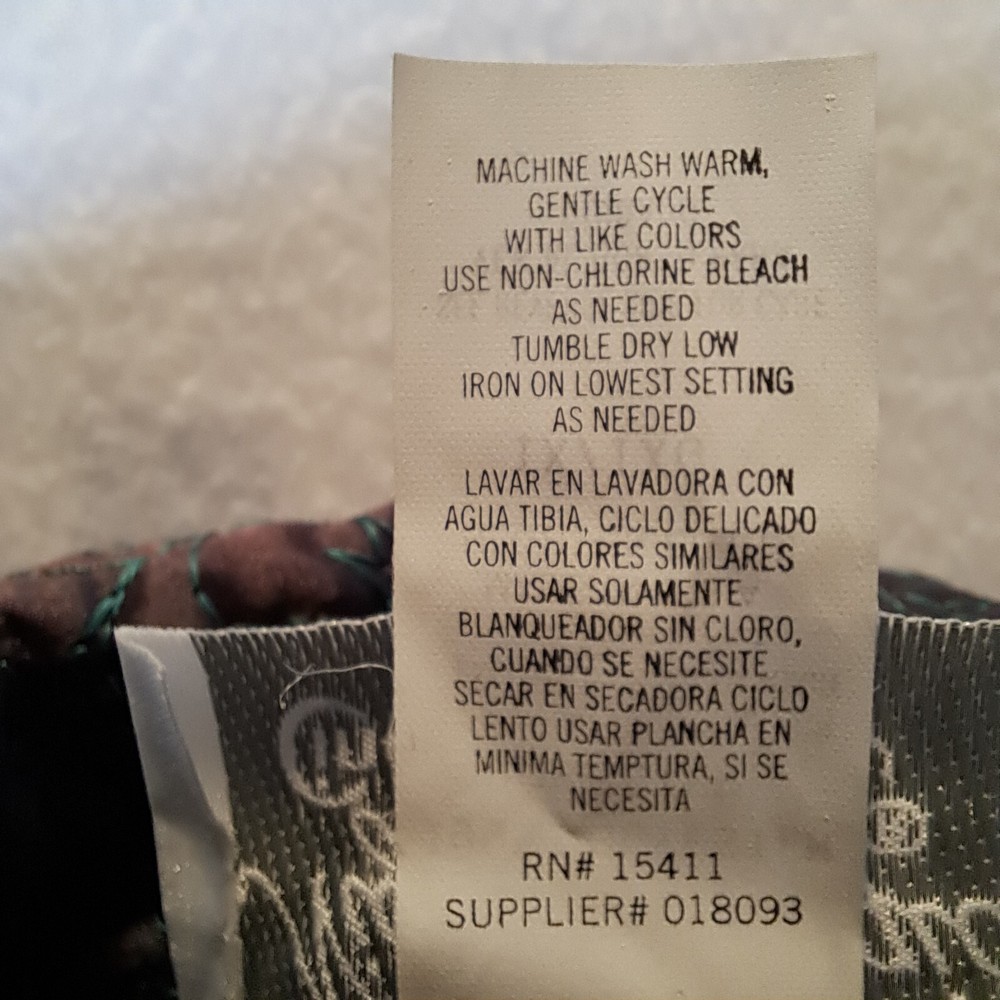 MACHINE WASH WARM,
GENTLE CYCLE
WITH LIKE COLORS
USE NON-CHLORINE BLEACH
AS NEEDED
TUMBLE DRY LOW
IRON ON LOWEST SETTING
AS NEEDED
LAVAR EN LAVADORA CON
AGUA TIBIA, CICLO DELICADO
CON COLORES SIMILARES
USAR SOLAMENTE
BLANQUEADOR SIN CLORO,
CUANDO SE NECESITE
SECAR EN SECADORA CICLO
LENTO USAR PLANCHA EN
MINIMA TEMPTURA, SI SE
NECESITA
RN# 15411
SUPPLIER# 018093